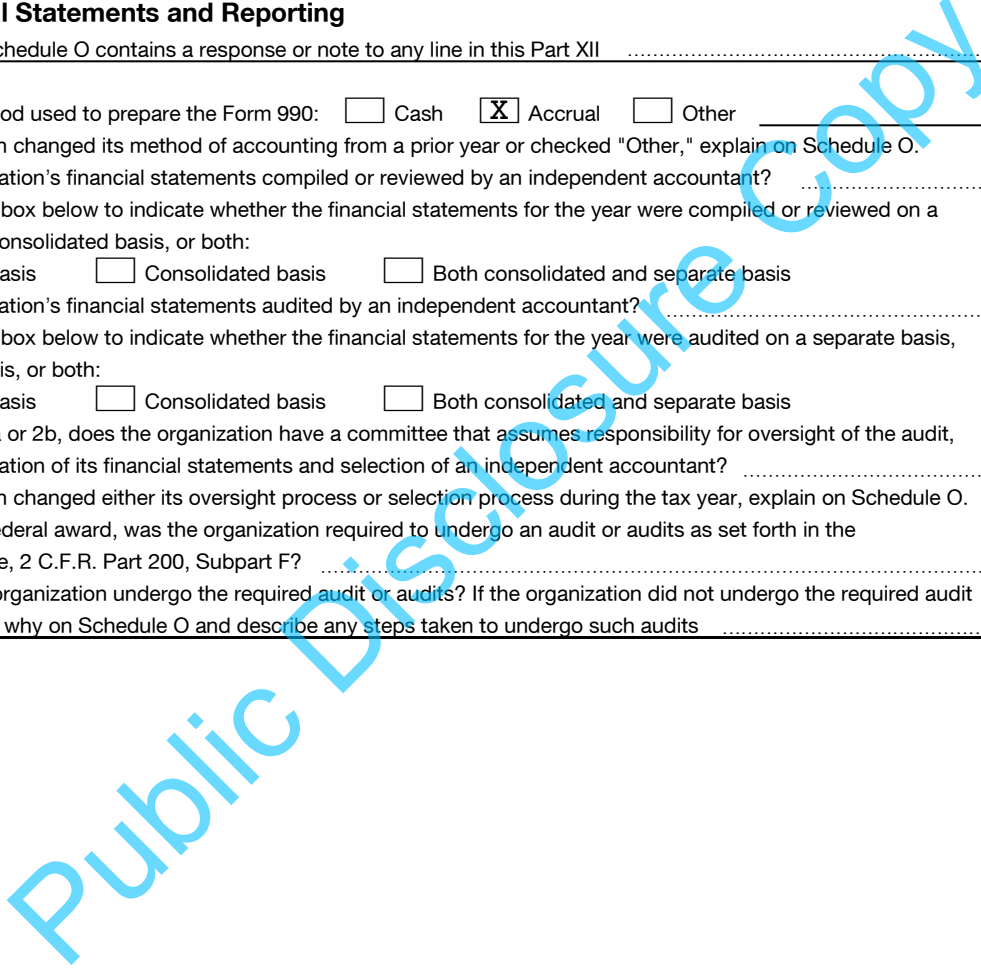 l Statements and Reporting
chedule O contains a response or note to any line in this Part XII
od used to prepare the Form 990: Cash X Accrual Other
n changed its method of accounting from a prior year or checked "Other," explain on Schedule O.
ation's financial statements compiled or reviewed by an independent accountant?
box below to indicate whether the financial statements for the year were compiled or reviewed on a
onsolidated basis, or both:
asis Consolidated basis Both consolidated and separate basis
ation's financial statements audited by an independent accountant?
box below to indicate whether the financial statements for the year were audited on a separate basis,
is, or both:
asis Consolidated basis Both consolidated and separate basis
a or 2b, does the organization have a committee that assumes responsibility for oversight of the audit,
ation of its financial statements and selection of an independent accountant?
n changed either its oversight process or selection process during the tax year, explain on Schedule O.
ederal award, was the organization required to undergo an audit or audits as set forth in the
e, 2 C.F.R. Part 200, Subpart F?
organization undergo the required audit or audits? If the organization did not undergo the required audit
why on Schedule O and describe any steps taken to undergo such audits
Public Disclosure Copy